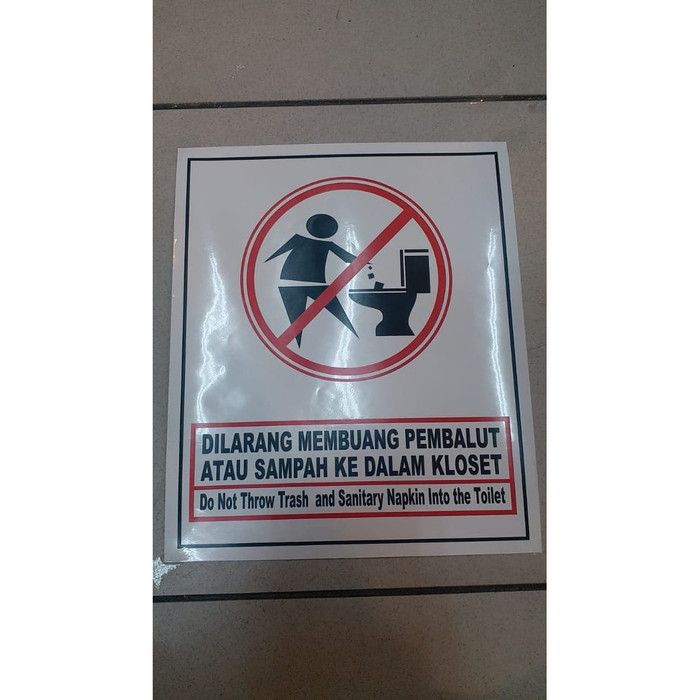 DILARANG MEMBUANG PEMBALUT
ATAU SAMPAH KE DALAM KLOSET
Do Not Throw Trash and Sanitary Napkin Into the Toilet